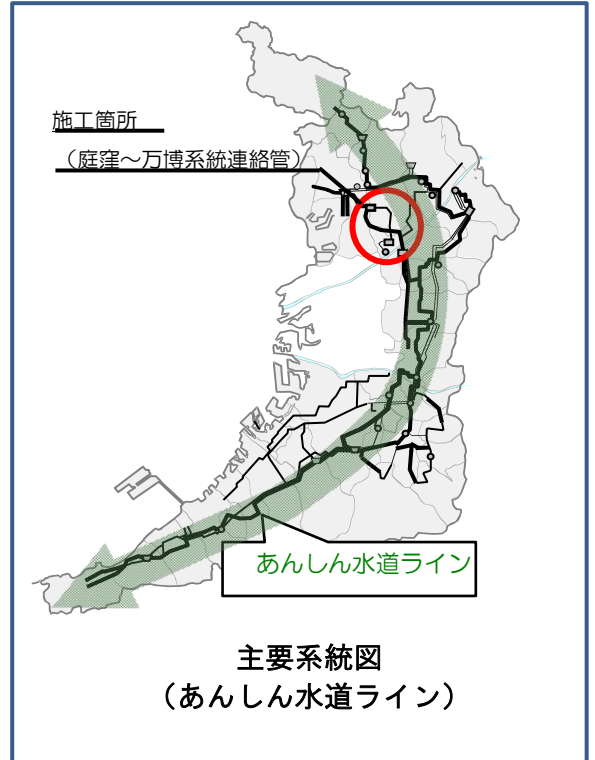 施工箇所
（庭窪～万博系統連絡管）
あんしん水道ライン
主要系統図
（あんしん水道ライン）